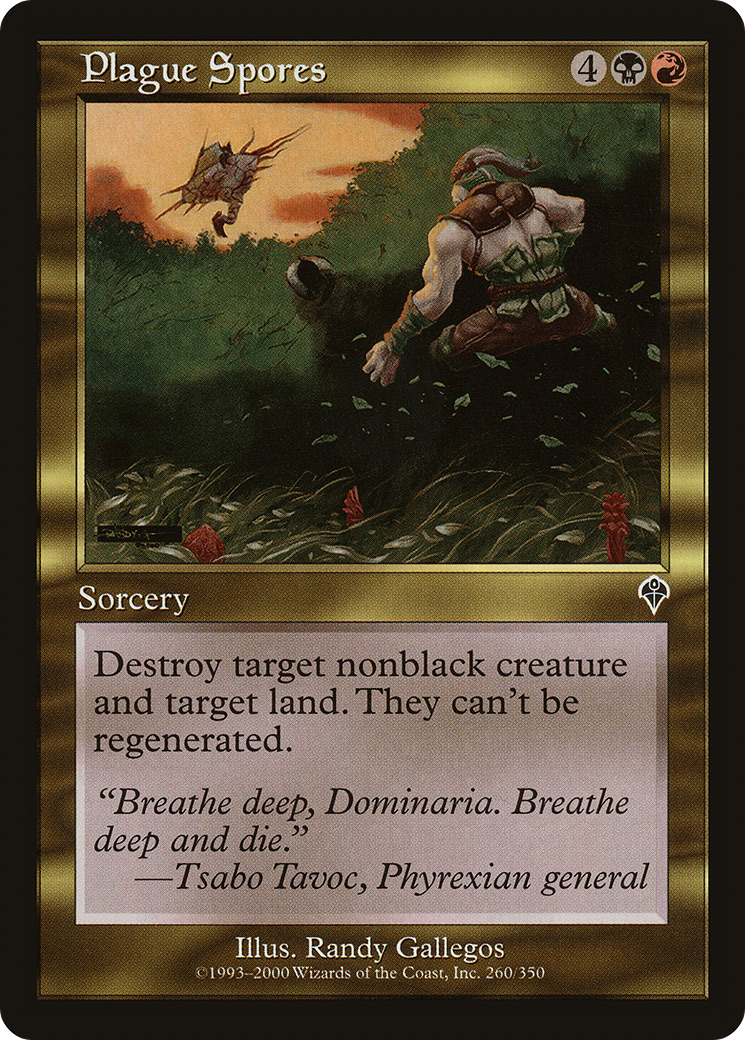 Plague Spores
4
Sorcery
Destroy target nonblack creature
and target land. They can't be
regenerated.
“Breathe deep, Dominaria. Breathe
deep and die.”
—Tsabo Tavoc, Phyrexian general
Illus. Randy Gallegos
©1993–2000 Wizards of the Coast, Inc. 260/350